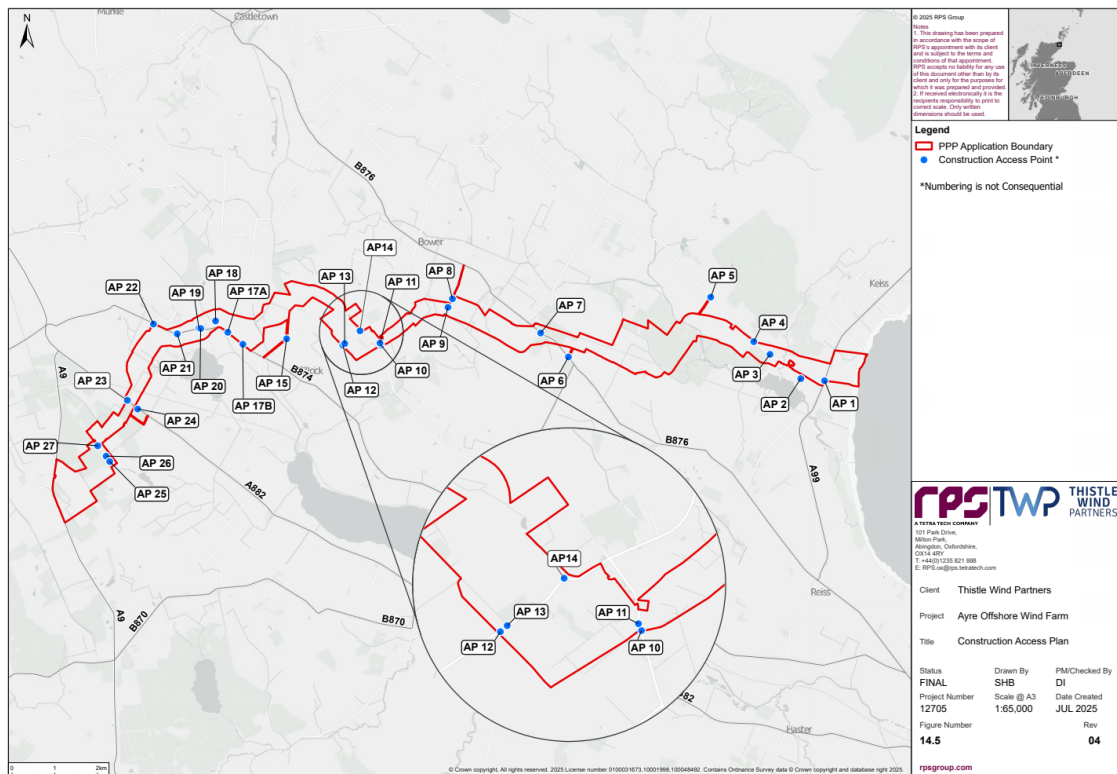 N
Murkle
Castletown
B876
Bower
AP14
AP 13
AP 11
AP 8
AP 5
Keiss
AP 18
AP 19
AP 17A
AP 22
AP 7
AP 4
A9
AP 9
AP 3
AP 23
AP 21
AP 20
AP 15
B874
AP 12
AP 10
AP 6
AP 2
AP 1
AP 17B
AP 24
AP 27
AP 26
AP 25
A882
B876
A99
AP14
AP 13
AP 11
AP 12
AP 10
Reiss
A9
B870
B870
Haster
0 1 2km
© Crown copyright, All rights reserved. 2025 License number 0100031673,10001998,100048492. Contains Ordnance Survey data © Crown copyright and database right 2025.
© 2025 RPS Group
Notes
1. This drawing has been prepared
in accordance with the scope of
RPS's appointment with its client
and is subject to the terms and
conditions of that appointment.
RPS accepts no liability for any use
of this document other than by its
client and only for the purposes for
which it was prepared and provided.
2. If received electronically it is the
recipients responsibility to print to
correct scale. Only written
dimensions should be used.
INVERNESS
ABERDEEN
EDINBURGH
Legend
PPP Application Boundary
Construction Access Point *
*Numbering is not Consequential
rps
A TETRA TECH COMPANY
TWP
THISTLE
WIND
PARTNERS
101 Park Drive,
Milton Park,
Abingdon, Oxfordshire,
OX14 4RY
T: +44(0)1235 821 888
E: RPS.ox@rps.tetratech.com
Client Thistle Wind Partners
Project Ayre Offshore Wind Farm
Title Construction Access Plan
Status Drawn By PM/Checked By
FINAL SHB DI
Project Number Scale @ A3 Date Created
12705 1:65,000 JUL 2025
Figure Number Rev
14.5 04
rpsgroup.com